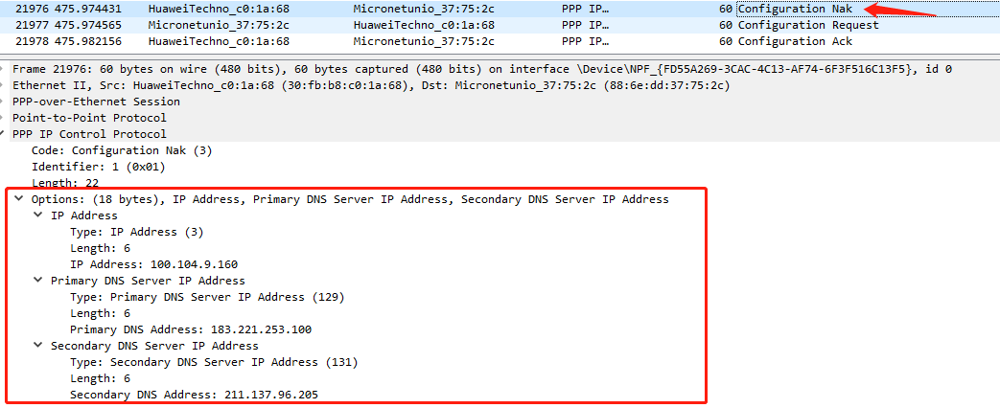 21976 475.974431 HuaweiTechno_c0:1a:68 Micronetunio_37:75:2c PPP IP… 60 Configuration Nak
21977 475.974565 Micronetunio_37:75:2c HuaweiTechno_c0:1a:68 PPP IP… 60 Configuration Request
21978 475.982156 HuaweiTechno_c0:1a:68 Micronetunio_37:75:2c PPP IP… 60 Configuration Ack
Frame 21976: 60 bytes on wire (480 bits), 60 bytes captured (480 bits) on interface \Device\NPF_{FD55A269-3CAC-4C13-AF74-6F3F516C13F5}, id 0
Ethernet II, Src: HuaweiTechno_c0:1a:68 (30:fb:b8:c0:1a:68), Dst: Micronetunio_37:75:2c (88:6e:dd:37:75:2c)
PPP-over-Ethernet Session
Point-to-Point Protocol
PPP IP Control Protocol
Code: Configuration Nak (3)
Identifier: 1 (0x01)
Length: 22
Options: (18 bytes), IP Address, Primary DNS Server IP Address, Secondary DNS Server IP Address
IP Address
Type: IP Address (3)
Length: 6
IP Address: 100.104.9.160
Primary DNS Server IP Address
Type: Primary DNS Server IP Address (129)
Length: 6
Primary DNS Address: 183.221.253.100
Secondary DNS Server IP Address
Type: Secondary DNS Server IP Address (131)
Length: 6
Secondary DNS Address: 211.137.96.205